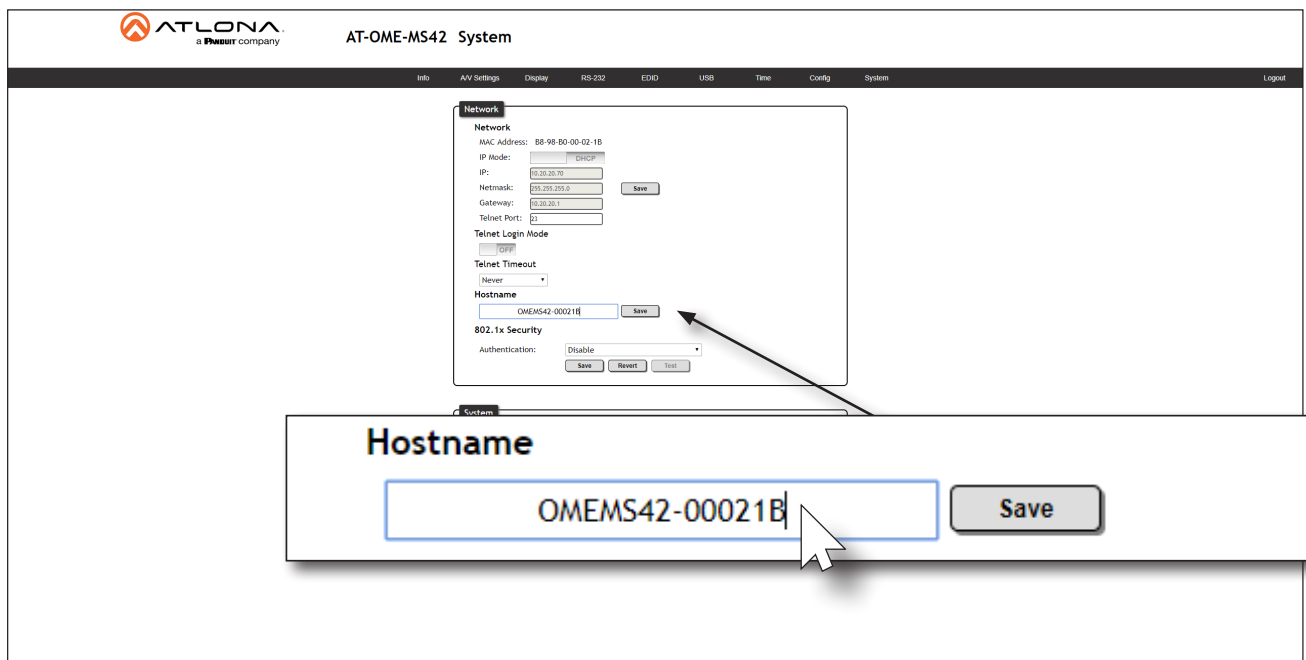 ATLONA.
a PANDUIT company
AT-OME-MS42 System
Info A/V Settings Display RS-232 EDID USB Time Config System Logout
Network
Network
MAC Address: B8-98-B0-00-02-1B
IP Mode: DHCP
IP: 10.20.20.70
Netmask: 255.255.255.0 Save
Gateway: 10.20.20.1
Telnet Port: 23
Telnet Login Mode
OFF
Telnet Timeout
Never
Hostname
OMEMS42-00021B Save
802.1x Security
Authentication: Disable
Save Revert Test
System
Hostname
OMEMS42-00021B Save